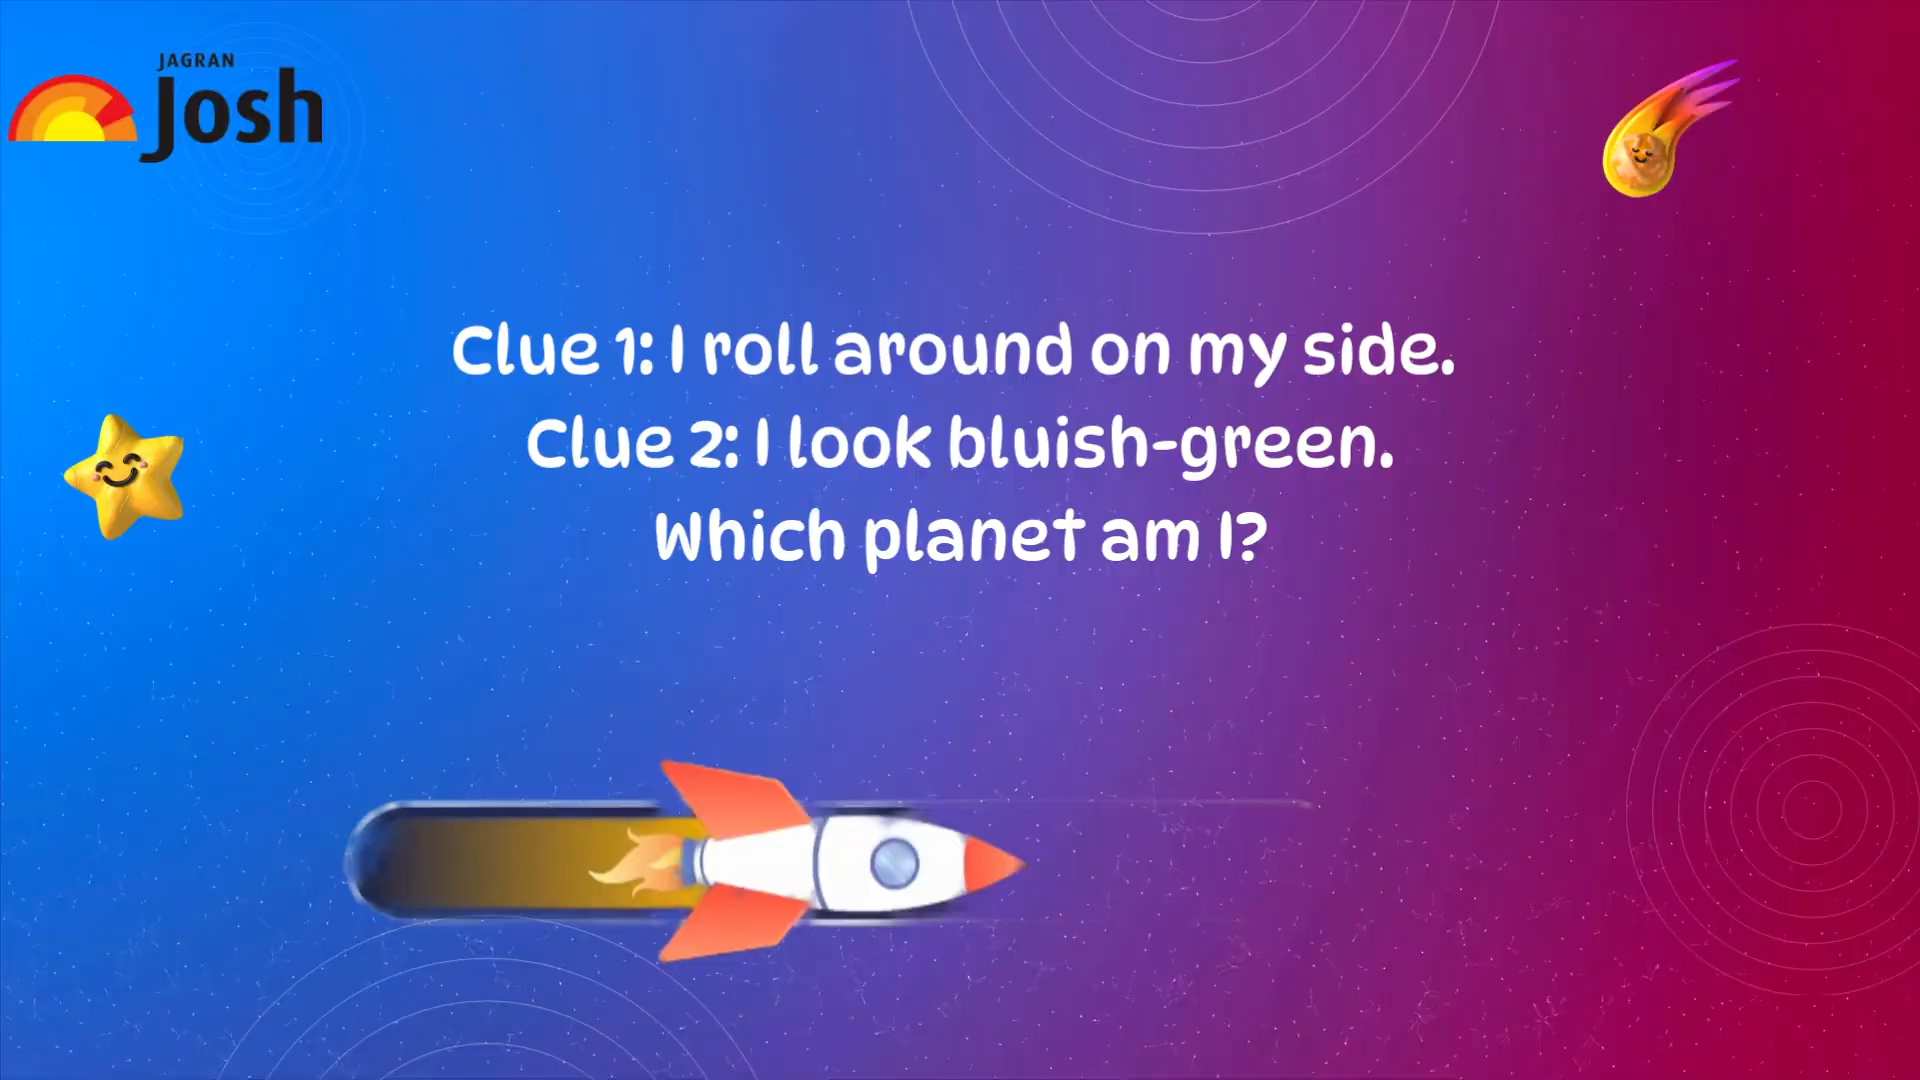 JAGRAN
Josh
Clue 1: I roll around on my side.
Clue 2: I look bluish-green.
Which planet am I?